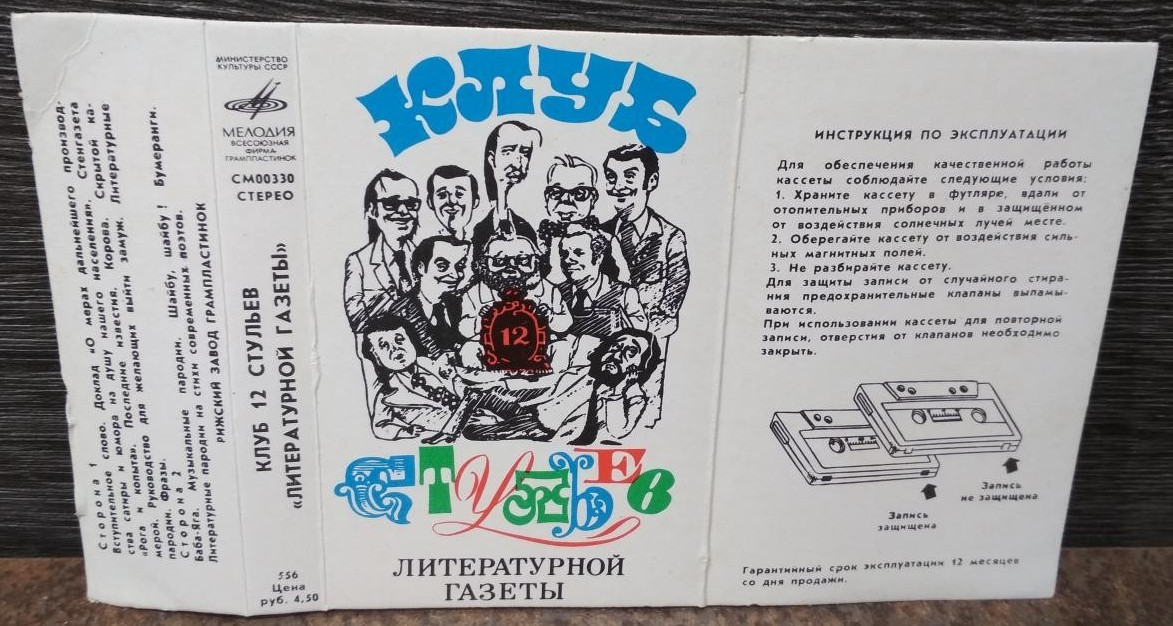 Сторона 1
Вступительное слово. Доклад «О мерах дальнейшего производ-
ства сатиры и юмора на душу нашего населения». Стенгазета
«Рога и копыта». Последние известия. Корова. Скрытой ка-
мерой. Руководство для желающих выйти замуж. Литературные
пародии. Фразы.
Сторона 2
Баба-Яга. Музыкальные пародии. Шайбу, шайбу! Бумеранги.
Литературные пародии на стихи современных поэтов.
РИЖСКИЙ ЗАВОД ГРАМПЛАСТИНОК
МИНИСТЕРСТВО
КУЛЬТУРЫ СССР
МЕЛОДИЯ
ВСЕСОЮЗНАЯ
ФИРМА
ГРАМПЛАСТИНОК
СМ00330
СТЕРЕО
КЛУБ 12 СТУЛЬЕВ
«ЛИТЕРАТУРНОЙ ГАЗЕТЫ»
556
Цена
руб. 4,50
КЛУБ
12
СТУЛЬЕВ
ЛИТЕРАТУРНОЙ
ГАЗЕТЫ
ИНСТРУКЦИЯ ПО ЭКСПЛУАТАЦИИ
Для обеспечения качественной работы
кассеты соблюдайте следующие условия:
1. Храните кассету в футляре, вдали от
отопительных приборов и в защищённом
от воздействия солнечных лучей месте.
2. Оберегайте кассету от воздействия силь-
ных магнитных полей.
3. Не разбирайте кассету.
Для защиты записи от случайного стира-
ния предохранительные клапаны выламы-
ваются.
При использовании кассеты для повторной
записи, отверстия от клапанов необходимо
закрыть.
Запись
не защищена
Запись
защищена
Гарантийный срок эксплуатации 12 месяцев
со дня продажи.